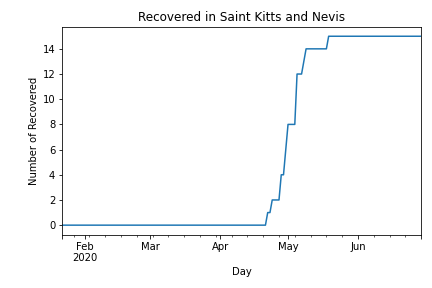 Recovered in Saint Kitts and Nevis
Number of Recovered
14
12
10
8
6
4
2
0
Feb Mar Apr May Jun
2020
Day